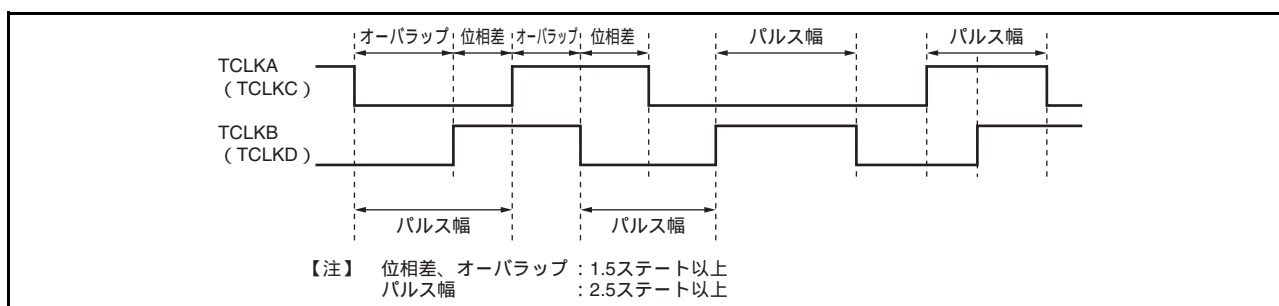 オーバラップ 位相差 オーバラップ 位相差 パルス幅 パルス幅
TCLKA
(TCLKC)
TCLKB
(TCLKD)
パルス幅 パルス幅
【注】 位相差、オーバラップ : 1.5ステート以上
パルス幅 : 2.5ステート以上